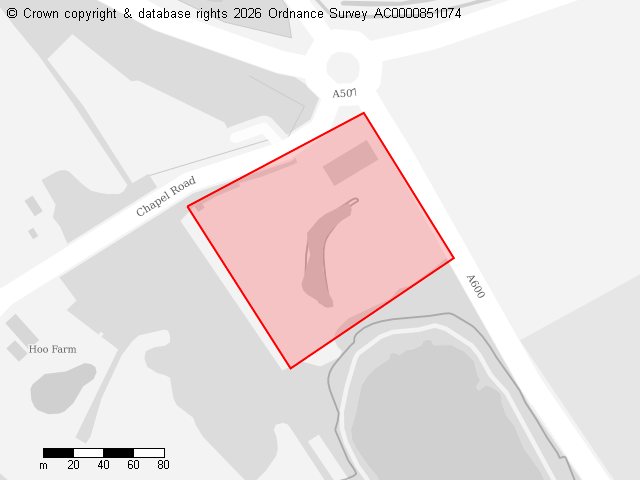 © Crown copyright & database rights 2026 Ordnance Survey AC0000851074
A507
Chapel Road
A600
Hoo Farm
m 20 40 60 80